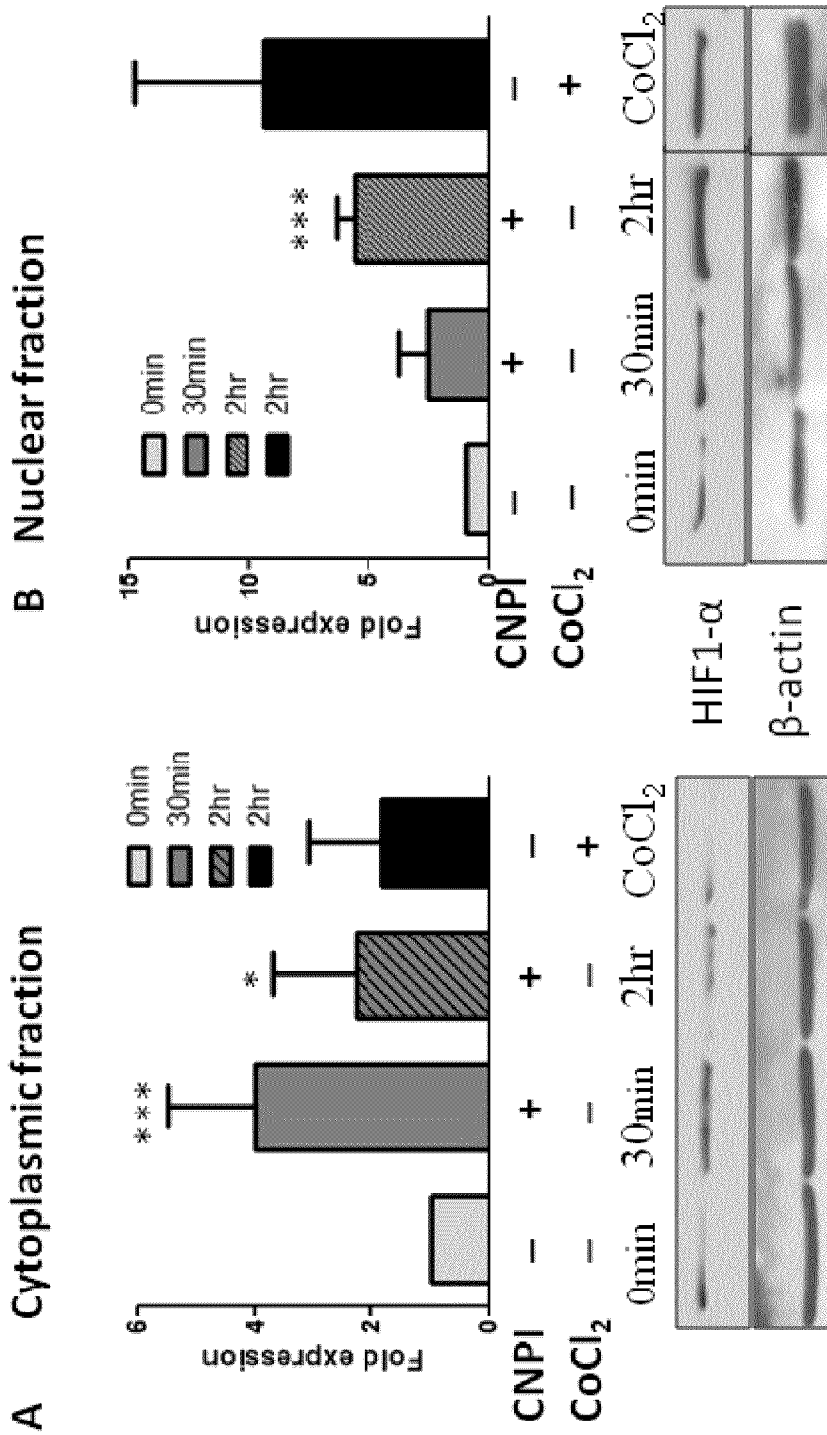 A Cytoplasmic fraction
Fold expression
6
4
2
0
0min
30min
2hr
2hr
***
*
CNPI − + + −
CoCl₂ − − − +
0min 30min 2hr CoCl₂
B Nuclear fraction
Fold expression
15
10
5
0
0min
30min
2hr
2hr
***
CNPI − + + −
CoCl₂ − − − +
0min 30min 2hr CoCl₂
HIF1-α
β-actin